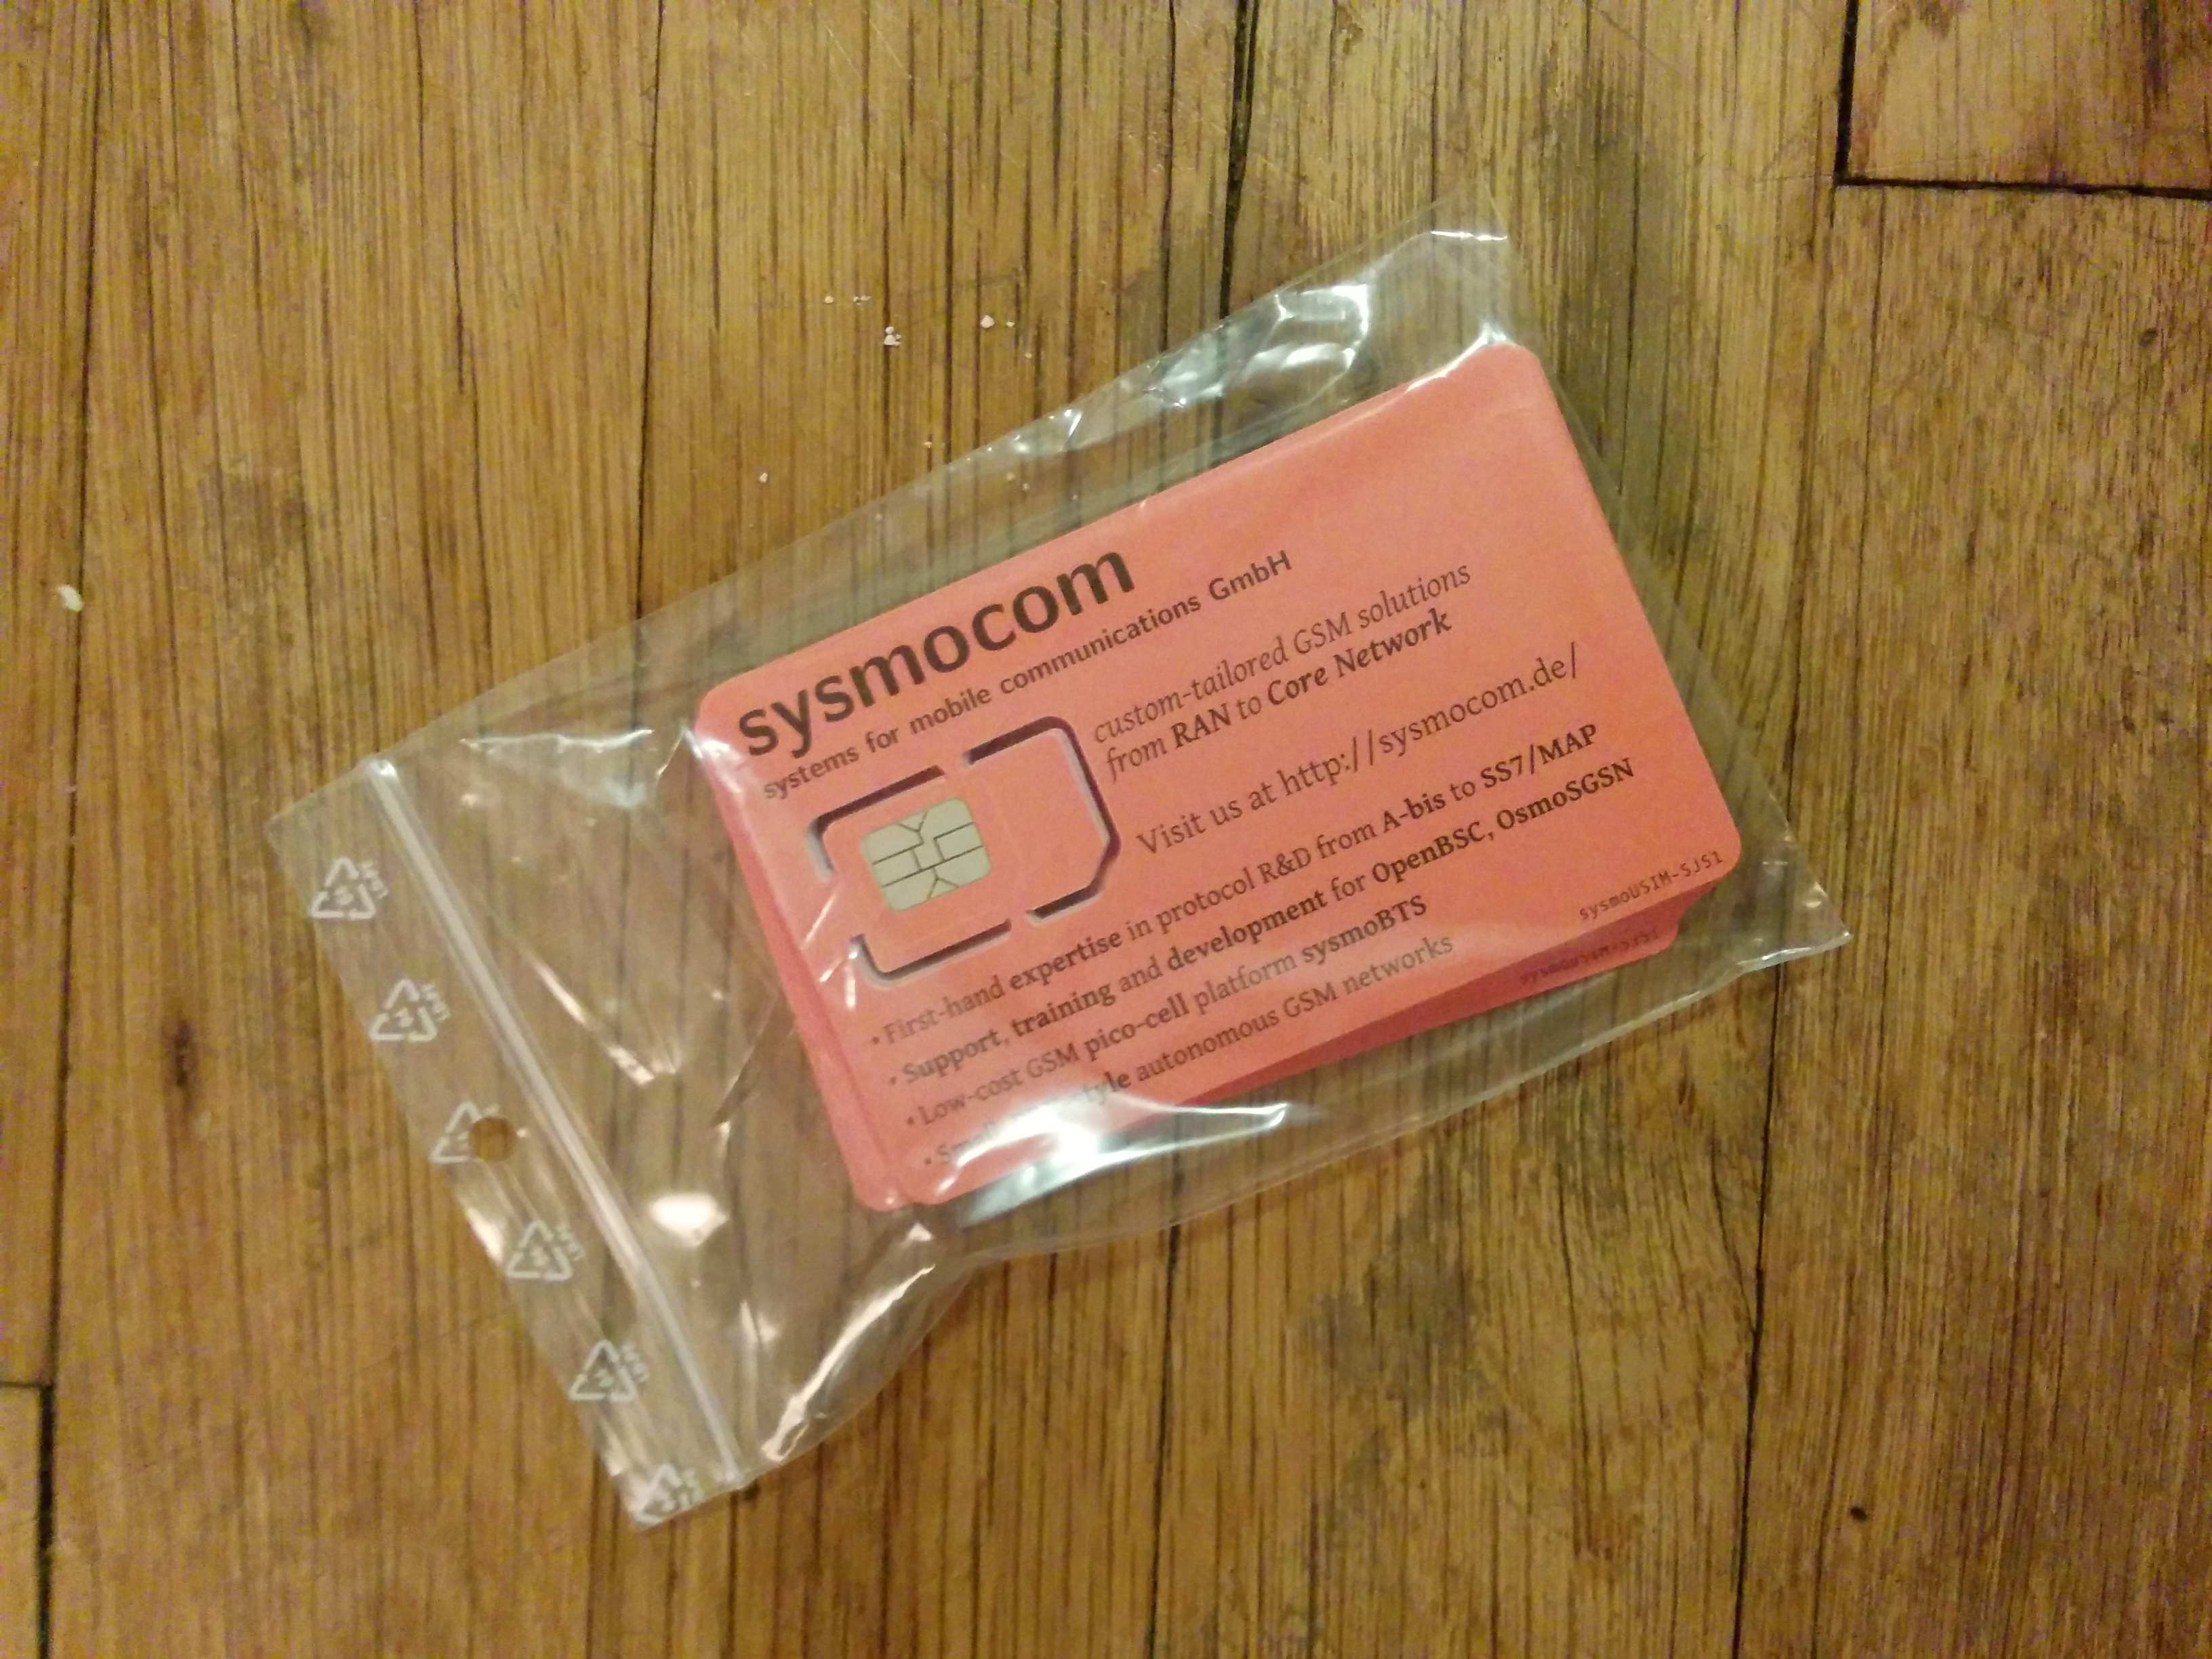 sysmocom
systems for mobile communications GmbH
custom-tailored GSM solutions
from RAN to Core Network
Visit us at http://sysmocom.de/
• First-hand expertise in protocol R&D from A-bis to SS7/MAP
• Support, training and development for OpenBSC, OsmoSGSN
• Low-cost GSM pico-cell platform sysmoBTS
• autonomous GSM networks
sysmoUSIM-SJS1
sysmoUSIM-SJS1